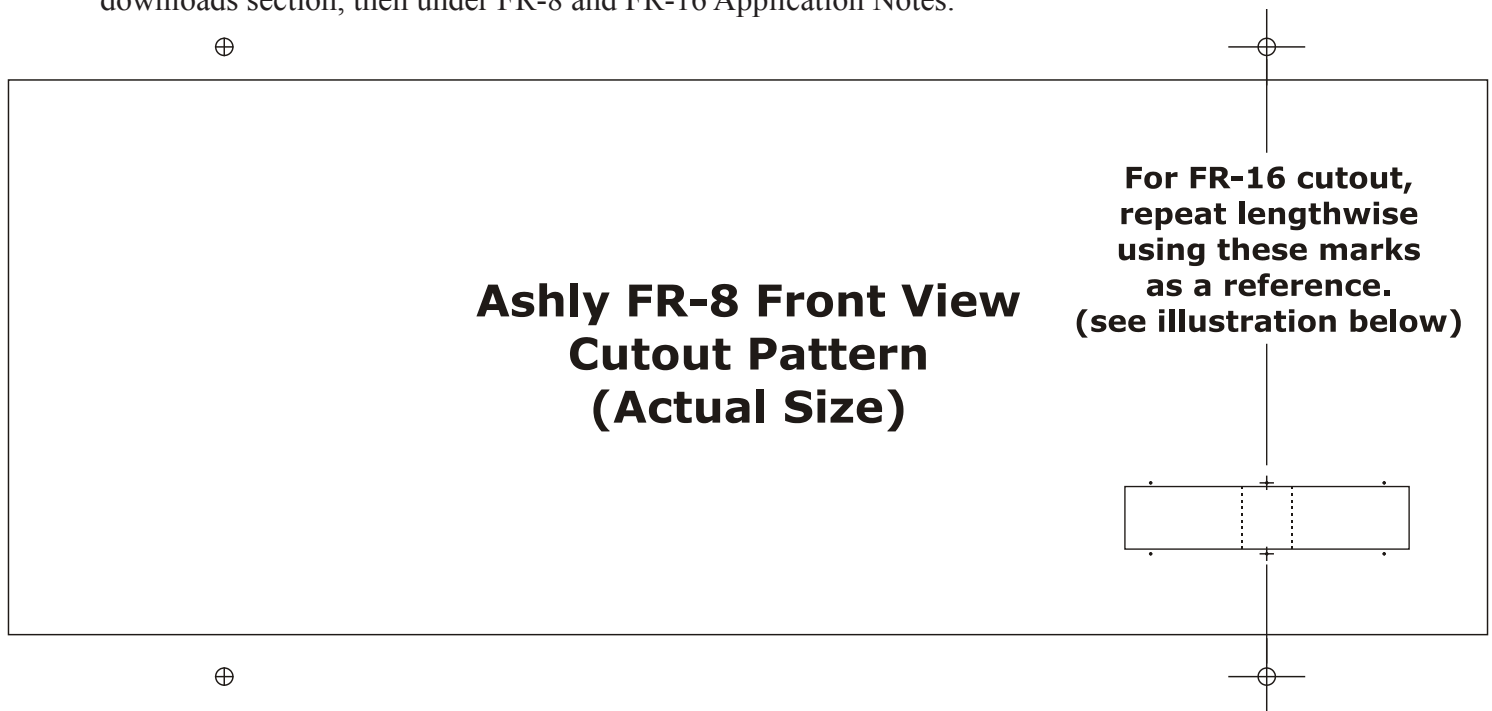 downloads section, then under FR-8 and FR-16 Application Notes.
For FR-16 cutout,
repeat lengthwise
using these marks
as a reference.
(see illustration below)
Ashly FR-8 Front View
Cutout Pattern
(Actual Size)